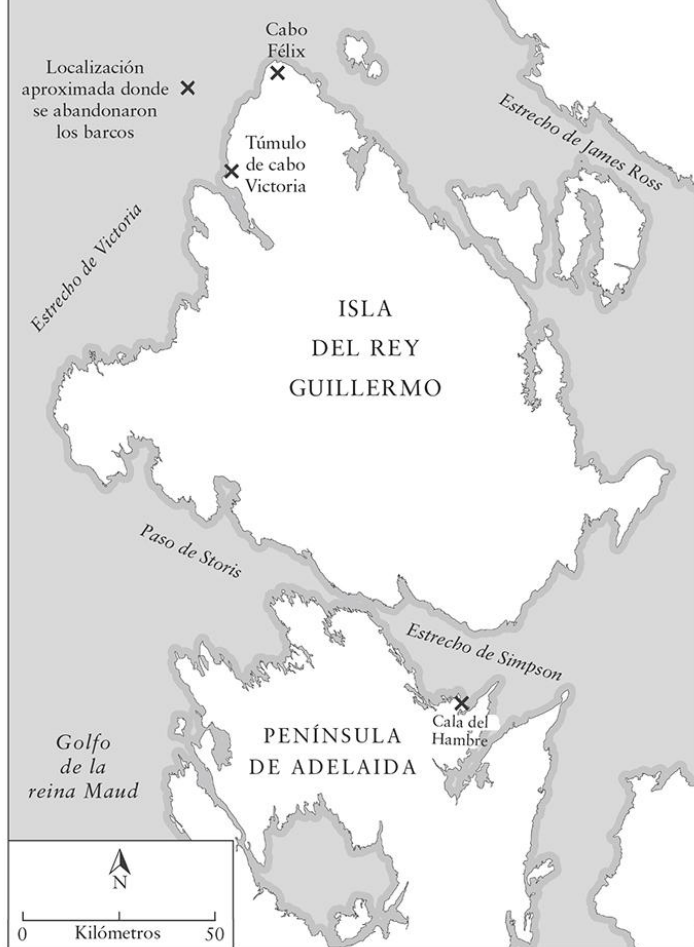 Cabo
Félix
Localización
aproximada donde
se abandonaron
los barcos
Estrecho de James Ross
Túmulo
de cabo
Victoria
Estrecho de Victoria
ISLA
DEL REY
GUILLERMO
Paso de Storis
Estrecho de Simpson
Cala del
Hambre
PENÍNSULA
DE ADELAIDA
Golfo
de la
reina Maud
N
0 Kilómetros 50